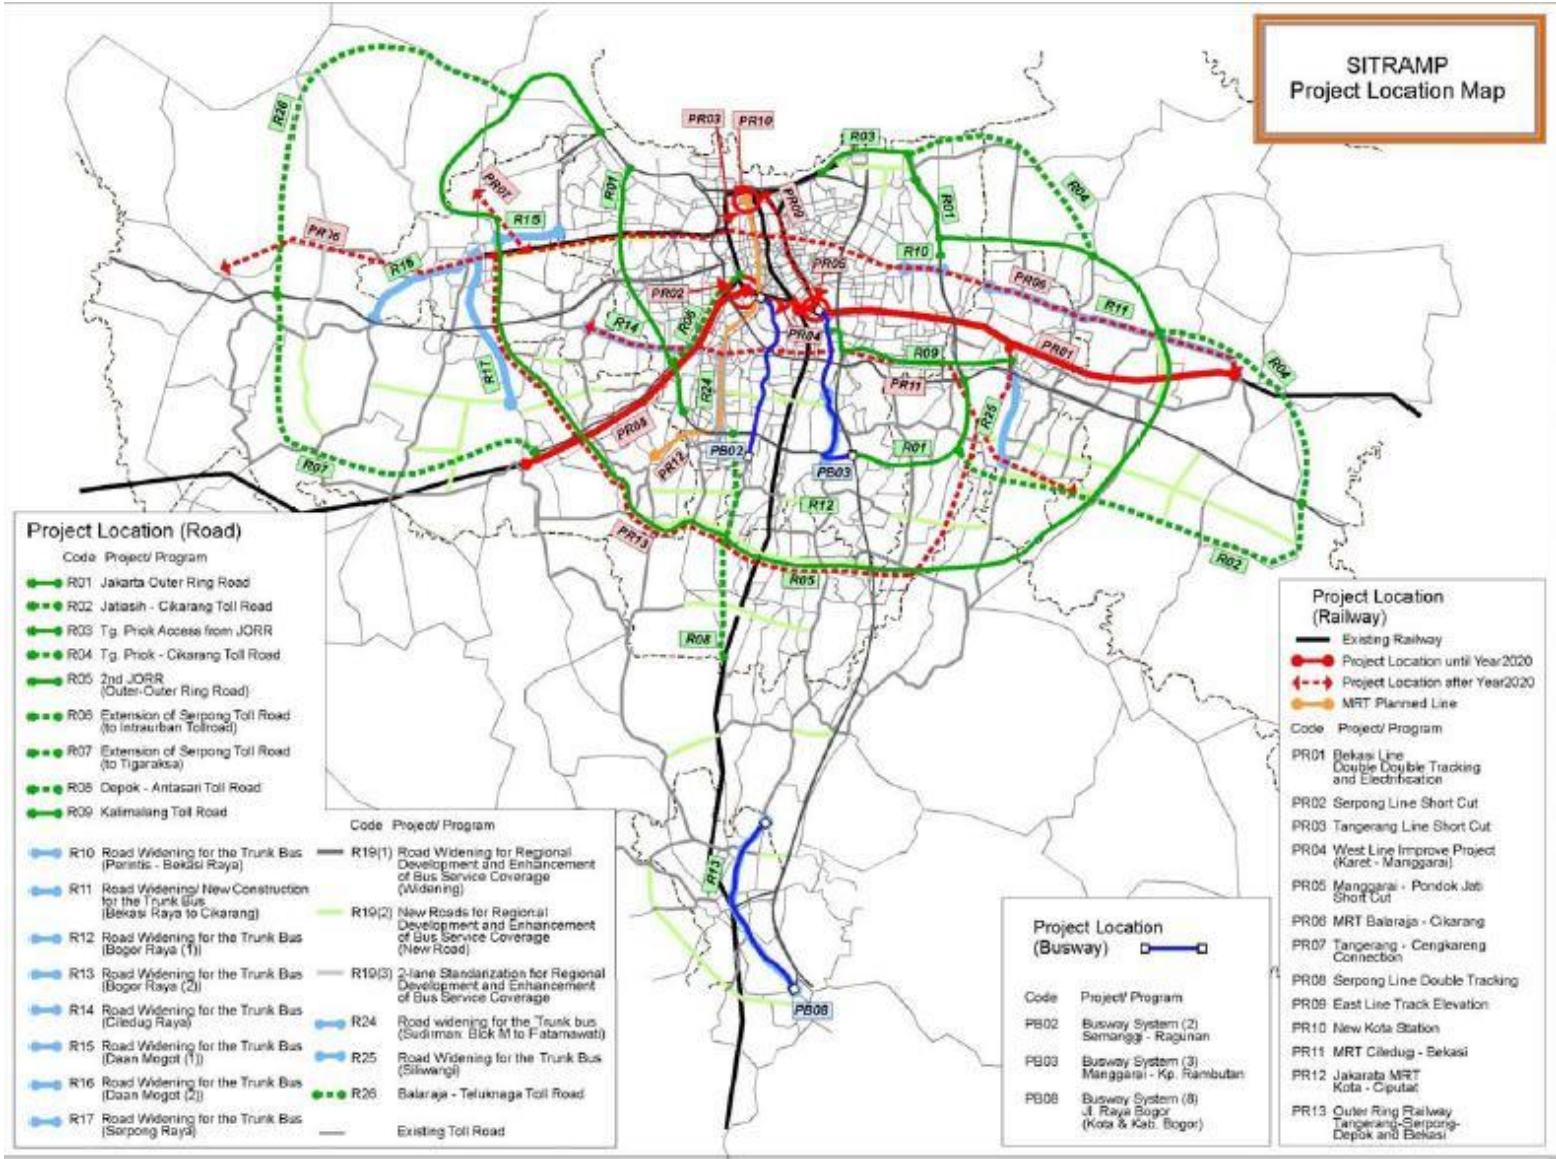 SITRAMP
Project Location Map
PR03
PR10
R03
R26
PR07
R01
PR09
R04
R01
R15
PR06
R10
R16
PR05
PR06
PR02
R11
R14
R06
PR04
PR01
R09
R04
R17
R24
PR11
R25
PR08
R01
PB02
PB03
R07
PR12
R12
PR13
R02
R05
R08
R13
PB08
Project Location (Road)
Code Project/ Program
R01 Jakarta Outer Ring Road
R02 Jatiasih - Cikarang Toll Road
R03 Tg. Priok Access from JORR
R04 Tg. Priok - Cikarang Toll Road
R05 2nd JORR
(Outer-Outer Ring Road)
R06 Extension of Serpong Toll Road
(to Intraurban Tollroad)
R07 Extension of Serpong Toll Road
(to Tigaraksa)
R08 Depok - Antasari Toll Road
R09 Kalimalang Toll Road
R10 Road Widening for the Trunk Bus
(Perintis - Bekasi Raya)
R11 Road Widening/ New Construction
for the Trunk Bus
(Bekasi Raya to Cikarang)
R12 Road Widening for the Trunk Bus
(Bogor Raya (1))
R13 Road Widening for the Trunk Bus
(Bogor Raya (2))
R14 Road Widening for the Trunk Bus
(Ciledug Raya)
R15 Road Widening for the Trunk Bus
(Daan Mogot (1))
R16 Road Widening for the Trunk Bus
(Daan Mogot (2))
R17 Road Widening for the Trunk Bus
(Serpong Raya)
Code Project/ Program
R19(1) Road Widening for Regional
Development and Enhancement
of Bus Service Coverage
(Widening)
R19(2) New Roads for Regional
Development and Enhancement
of Bus Service Coverage
(New Road)
R19(3) 2-lane Standarization for Regional
Development and Enhancement
of Bus Service Coverage
R24 Road widening for the Trunk bus
(Sudirman: Blok M to Fatamawati)
R25 Road Widening for the Trunk Bus
(Siliwangi)
R26 Balaraja - Teluknaga Toll Road
Existing Toll Road
Project Location
(Busway)
Code Project/ Program
PB02 Busway System (2)
Semanggi - Ragunan
PB03 Busway System (3)
Manggarai - Kp. Rambutan
PB08 Busway System (8)
Jl. Raya Bogor
(Kota & Kab. Bogor)
Project Location
(Railway)
Existing Railway
Project Location until Year2020
Project Location after Year2020
MRT Planned Line
Code Project/ Program
PR01 Bekasi Line
Double Double Tracking
and Electrification
PR02 Serpong Line Short Cut
PR03 Tangerang Line Short Cut
PR04 West Line Improve Project
(Karet - Manggarai)
PR05 Manggarai - Pondok Jati
Short Cut
PR06 MRT Balaraja - Cikarang
PR07 Tangerang - Cengkareng
Connection
PR08 Serpong Line Double Tracking
PR09 East Line Track Elevation
PR10 New Kota Station
PR11 MRT Ciledug - Bekasi
PR12 Jakarata MRT
Kota - Ciputat
PR13 Outer Ring Railway
Tangerang-Serpong-
Depok and Bekasi